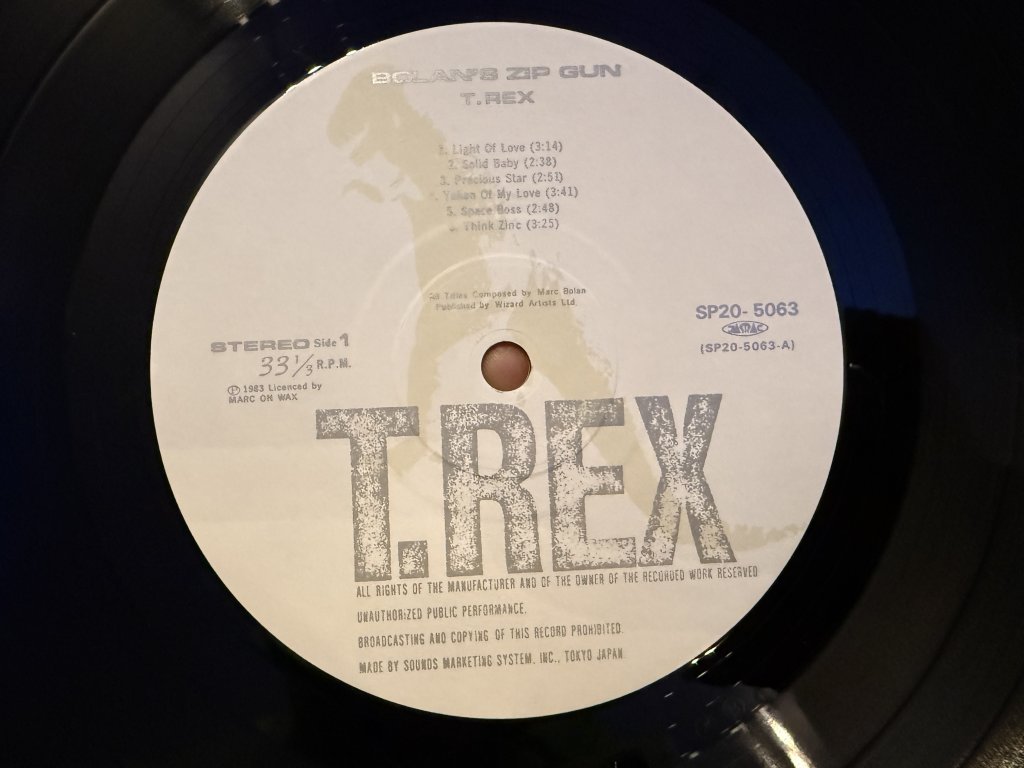 BOLAN'S ZIP GUN
T.REX
1. Light Of Love (3:14)
2. Solid Baby (2:38)
3. Precious Star (2:51)
Of My Love (3:41)
5. Space Boss (2:48)
Think Zinc (3:25)
All Titles Composed by Marc Bolan
Published by Wizard Artists Ltd.
SP20-5063
(SP20-5063-A)
STEREO Side 1
33 1/3 R.P.M.
Ⓟ 1983 Licenced by
MARC ON WAX
T.REX
ALL RIGHTS OF THE MANUFACTURER AND OF THE OWNER OF THE RECORDED WORK RESERVED
UNAUTHORIZED PUBLIC PERFORMANCE.
BROADCASTING AND COPYING OF THIS RECORD PROHIBITED.
MADE BY SOUNDS MARKETING SYSTEM. INC., TOKYO JAPAN.